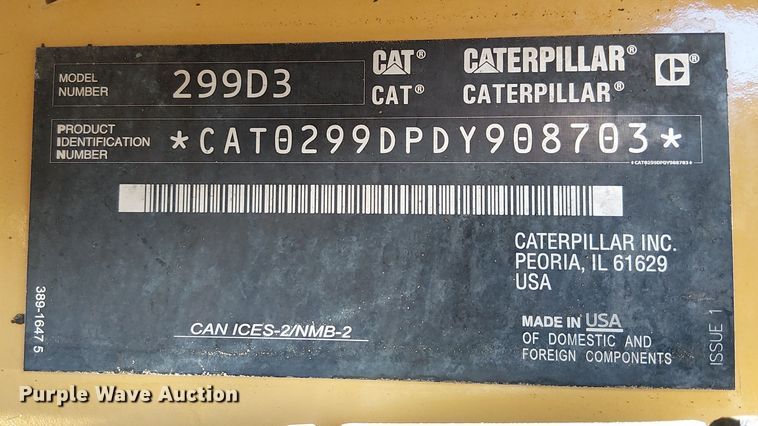 MODEL NUMBER 299D3
CAT® CATERPILLAR® C®
CAT® CATERPILLAR®
PRODUCT IDENTIFICATION NUMBER *CAT0299DPDY908703*
*CAT0299DPDY908703*
CATERPILLAR INC.
PEORIA, IL 61629
USA
CAN ICES-2/NMB-2
MADE IN USA
OF DOMESTIC AND
FOREIGN COMPONENTS
389-1647 5
ISSUE 1
Purple Wave Auction